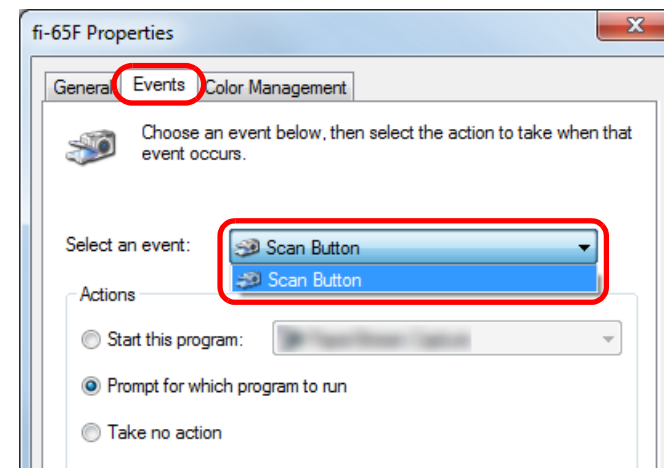 fi-65F Properties
General Events Color Management
Choose an event below, then select the action to take when that
event occurs.
Select an event: Scan Button
Scan Button
Actions
Start this program:
Prompt for which program to run
Take no action